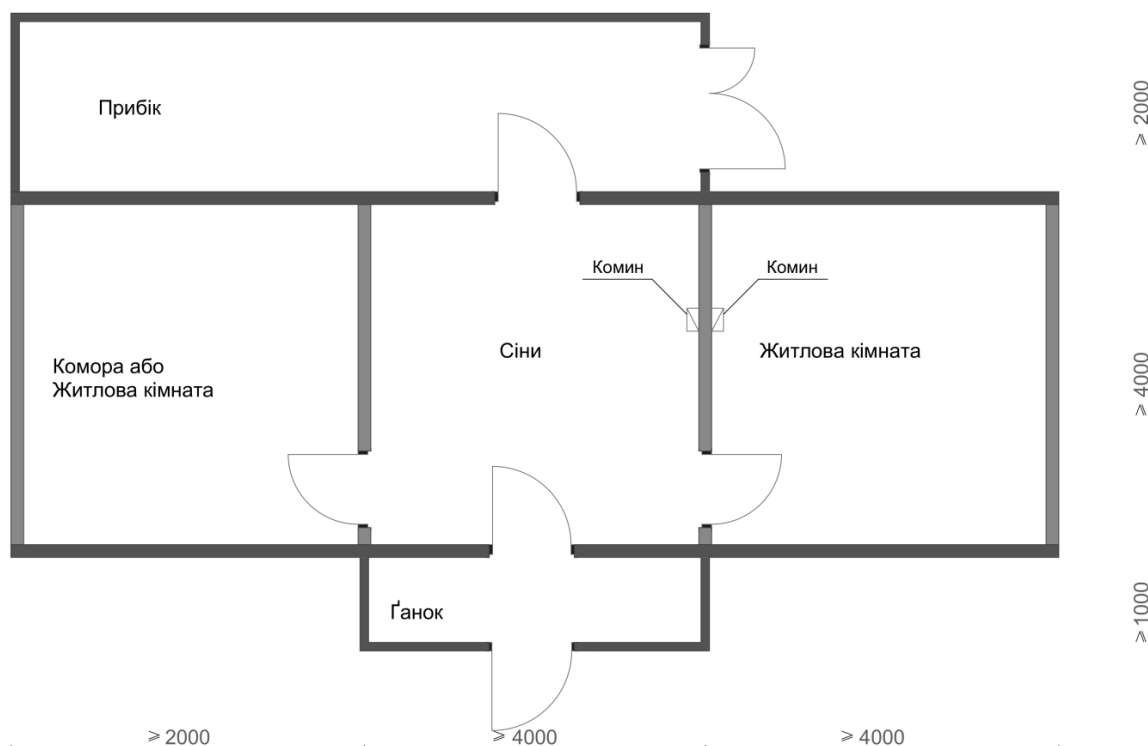 Прибік
⩾ 2000
Комин
Комин
Сіни
Житлова кімната
Комора або
Житлова кімната
⩾ 4000
Ґанок
⩾1000
⩾ 2000
⩾ 4000
⩾ 4000